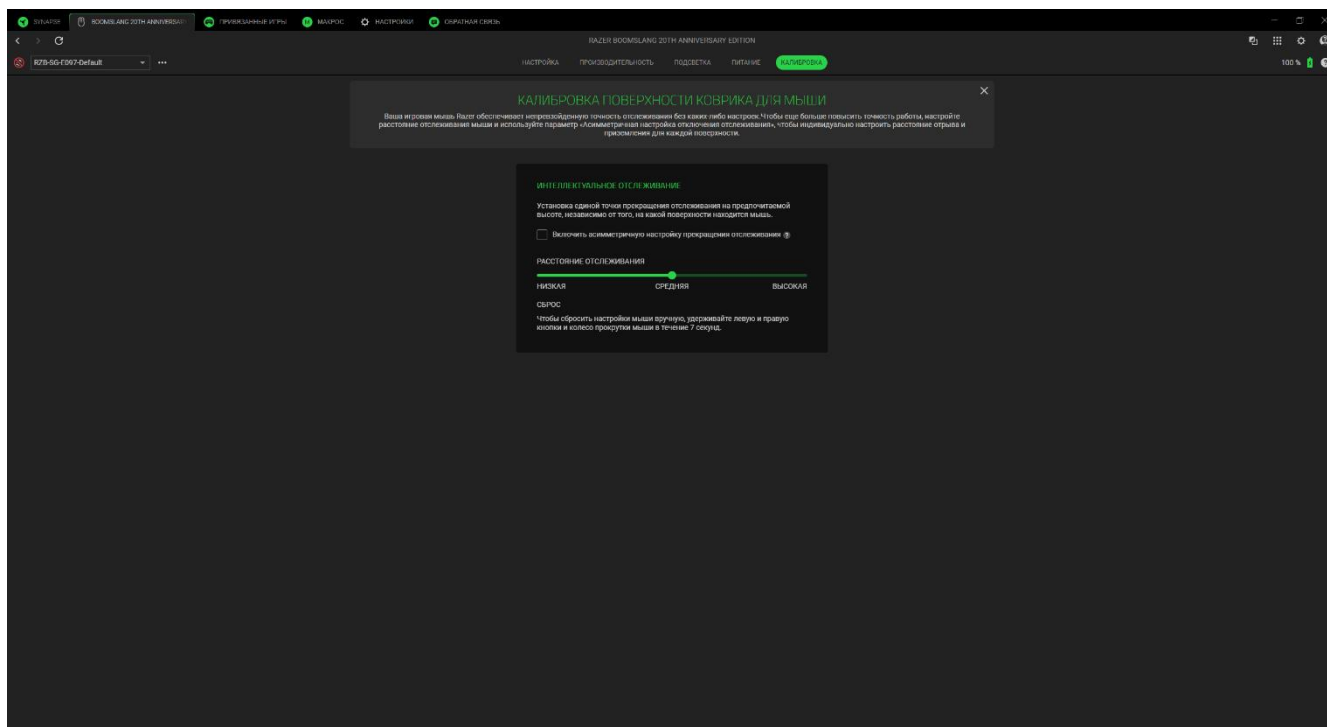 SYNAPSE
BOOMSLANG 20TH ANNIVERSARY
ПРИВЯЗАННЫЕ ИГРЫ
МАКРОС
НАСТРОЙКИ
ОБРАТНАЯ СВЯЗЬ
RAZER BOOMSLANG 20TH ANNIVERSARY EDITION
RZB-SG-F097-Default
НАСТРОЙКА
ПРОИЗВОДИТЕЛЬНОСТЬ
ПОДСВЕТКА
ПИТАНИЕ
КАЛИБРОВКА
100 %
КАЛИБРОВКА ПОВЕРХНОСТИ КОВРИКА ДЛЯ МЫШИ
Ваша игровая мышь Razer обеспечивает непревзойденную точность отслеживания без каких-либо настроек. Чтобы еще больше повысить точность работы, настройте
расстояние отслеживания мыши и используйте параметр «Асимметричная настройка отключения отслеживания», чтобы индивидуально настроить расстояние отрыва и
приземления для каждой поверхности.
ИНТЕЛЛЕКТУАЛЬНОЕ ОТСЛЕЖИВАНИЕ
Установка единой точки прекращения отслеживания на предпочитаемой
высоте, независимо от того, на какой поверхности находится мышь.
Включить асимметричную настройку прекращения отслеживания
РАССТОЯНИЕ ОТСЛЕЖИВАНИЯ
НИЗКАЯ
СРЕДНЯЯ
ВЫСОКАЯ
СБРОС
Чтобы сбросить настройки мыши вручную, удерживайте левую и правую
кнопки и колесо прокрутки мыши в течение 7 секунд.